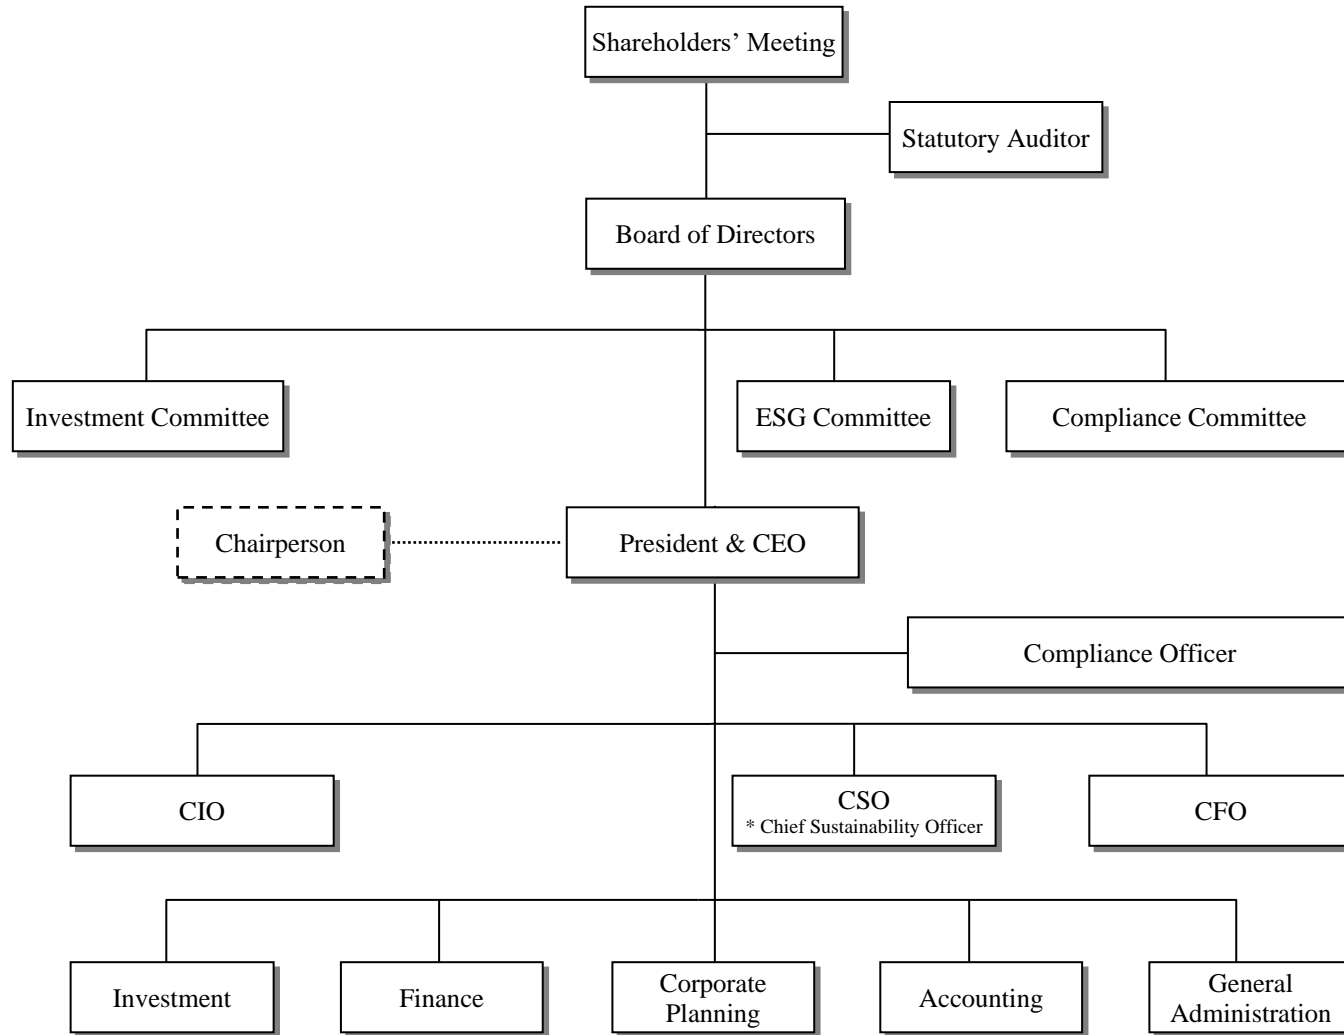 Shareholders’ Meeting
Statutory Auditor
Board of Directors
Investment Committee
ESG Committee
Compliance Committee
Chairperson
President & CEO
Compliance Officer
CIO
CSO
* Chief Sustainability Officer
CFO
Investment
Finance
Corporate
Planning
Accounting
General
Administration